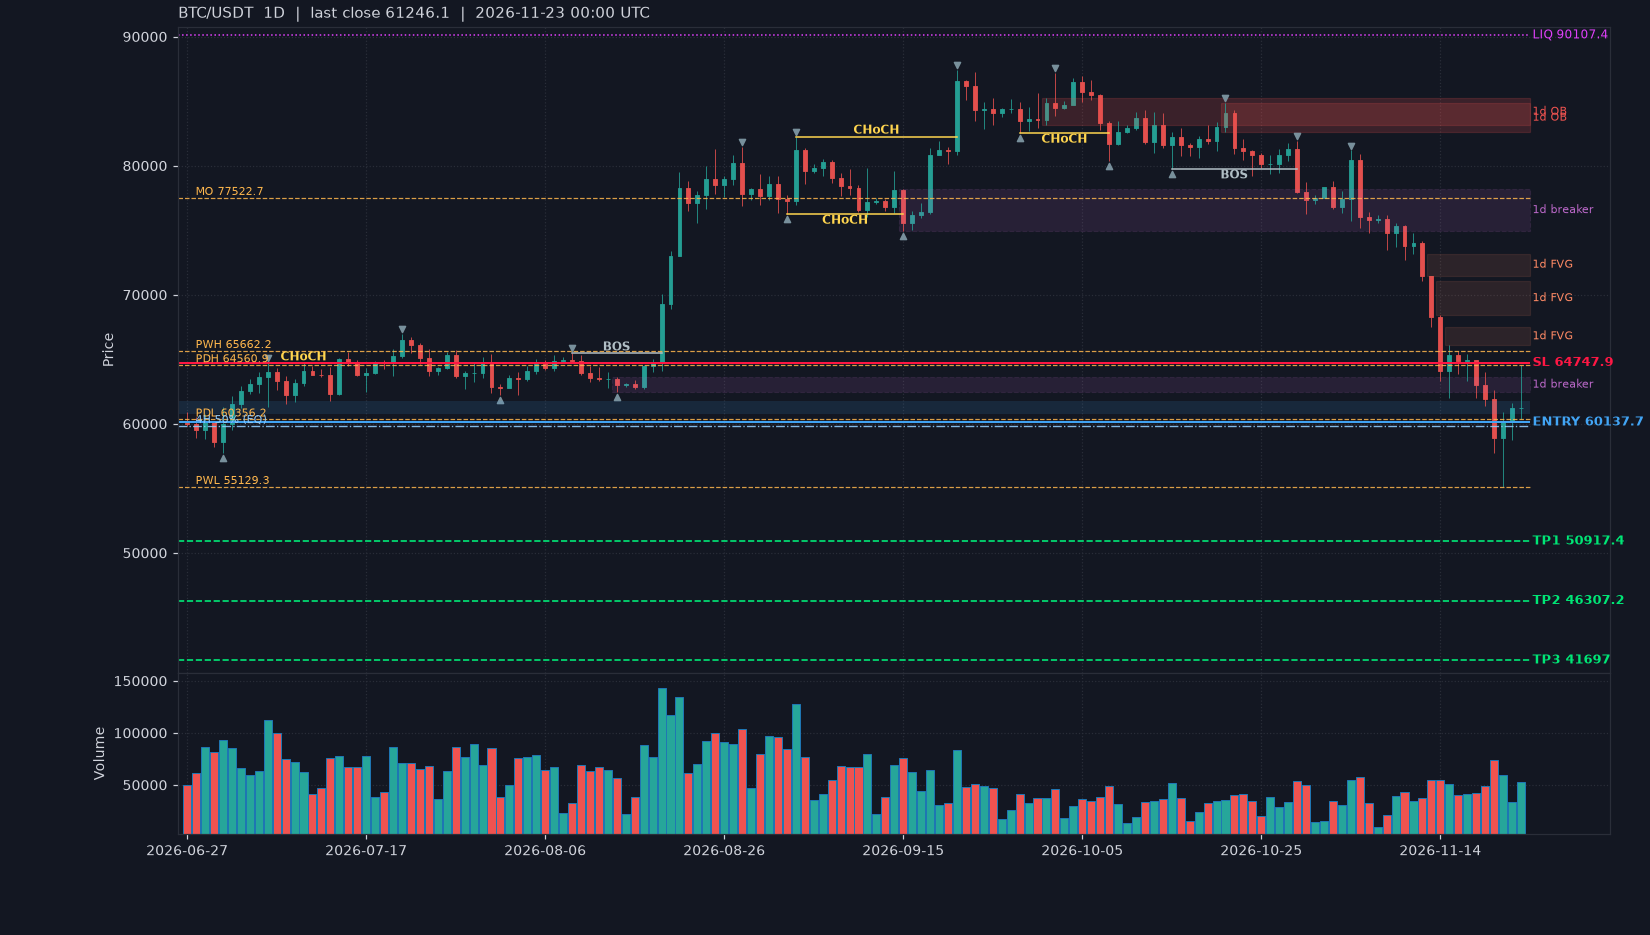 BTC/USDT 1D | last close 61246.1 | 2026-11-23 00:00 UTC
90000
LIQ 90107.4
1d OB
1d OB
CHoCH
CHoCH
80000
BOS
MO 77522.7
CHoCH
1d breaker
1d FVG
70000
1d FVG
1d FVG
Price
PWH 65662.2
PDH 64560.9
CHoCH
BOS
SL 64747.9
1d breaker
PDL 60356.2
4H 50% (EQ)
60000
ENTRY 60137.7
PWL 55129.3
50000
TP1 50917.4
TP2 46307.2
TP3 41697
150000
100000
50000
Volume
2026-06-27
2026-07-17
2026-08-06
2026-08-26
2026-09-15
2026-10-05
2026-10-25
2026-11-14